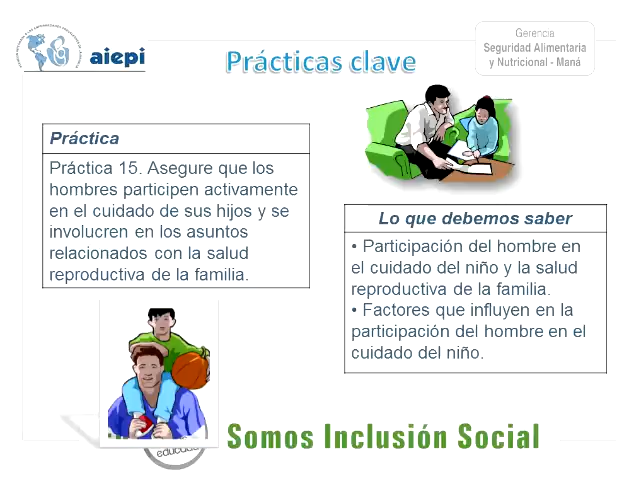 aiepi
Prácticas clave
Gerencia
Seguridad Alimentaria
y Nutricional - Maná
Práctica
Práctica 15. Asegure que los
hombres participen activamente
en el cuidado de sus hijos y se
involucren en los asuntos
relacionados con la salud
reproductiva de la familia.
Lo que debemos saber
• Participación del hombre en
el cuidado del niño y la salud
reproductiva de la familia.
• Factores que influyen en la
participación del hombre en el
cuidado del niño.
Somos Inclusión Social